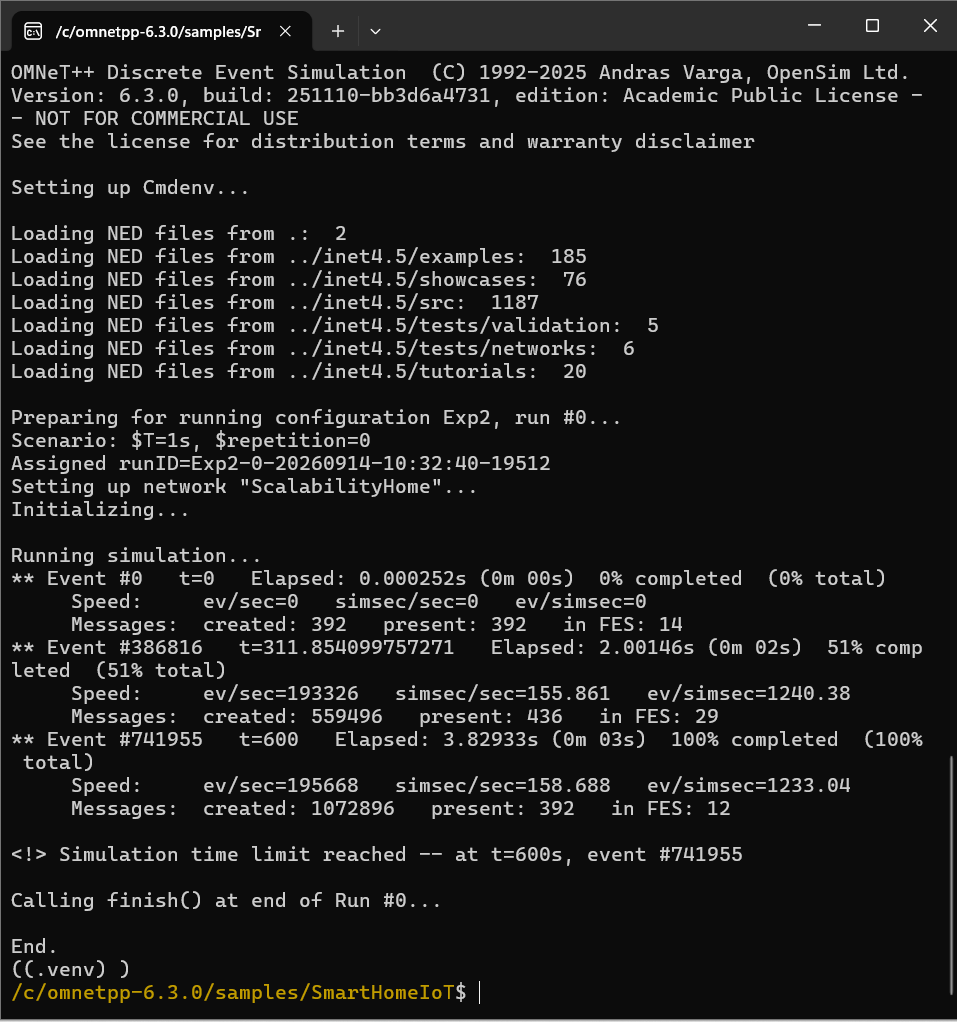 /c/omnetpp-6.3.0/samples/Sr
OMNeT++ Discrete Event Simulation  (C) 1992-2025 Andras Varga, OpenSim Ltd.
Version: 6.3.0, build: 251110-bb3d6a4731, edition: Academic Public License -
- NOT FOR COMMERCIAL USE
See the license for distribution terms and warranty disclaimer

Setting up Cmdenv...

Loading NED files from .:  2
Loading NED files from ../inet4.5/examples:  185
Loading NED files from ../inet4.5/showcases:  76
Loading NED files from ../inet4.5/src:  1187
Loading NED files from ../inet4.5/tests/validation:  5
Loading NED files from ../inet4.5/tests/networks:  6
Loading NED files from ../inet4.5/tutorials:  20

Preparing for running configuration Exp2, run #0...
Scenario: $T=1s, $repetition=0
Assigned runID=Exp2-0-20260914-10:32:40-19512
Setting up network "ScalabilityHome"...
Initializing...

Running simulation...
** Event #0   t=0   Elapsed: 0.000252s (0m 00s)  0% completed  (0% total)
     Speed:     ev/sec=0   simsec/sec=0   ev/simsec=0
     Messages:  created: 392   present: 392   in FES: 14
** Event #386816   t=311.854099757271   Elapsed: 2.00146s (0m 02s)  51% comp
leted  (51% total)
     Speed:     ev/sec=193326   simsec/sec=155.861   ev/simsec=1240.38
     Messages:  created: 559496   present: 436   in FES: 29
** Event #741955   t=600   Elapsed: 3.82933s (0m 03s)  100% completed  (100%
 total)
     Speed:     ev/sec=195668   simsec/sec=158.688   ev/simsec=1233.04
     Messages:  created: 1072896   present: 392   in FES: 12

<!> Simulation time limit reached -- at t=600s, event #741955

Calling finish() at end of Run #0...

End.
((.venv) )
/c/omnetpp-6.3.0/samples/SmartHomeIoT$